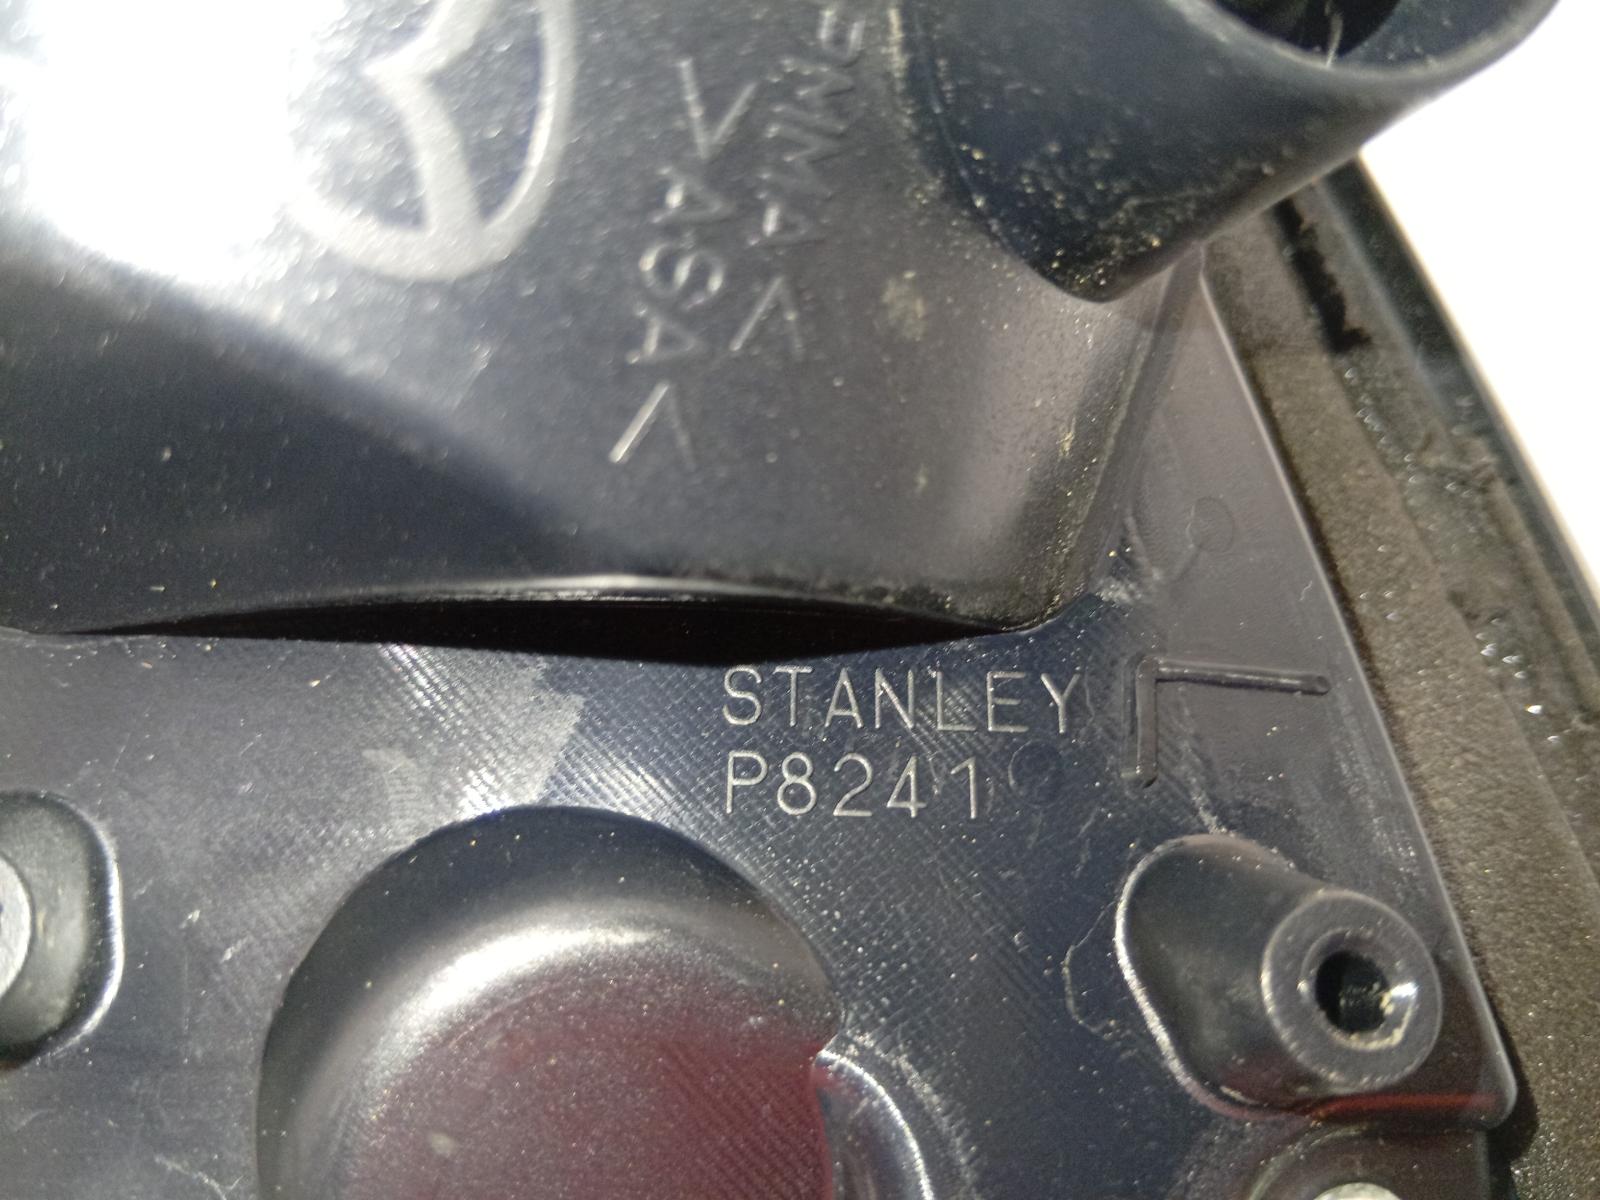 PMMA<
>ASA<
STANLEY
P8241
L